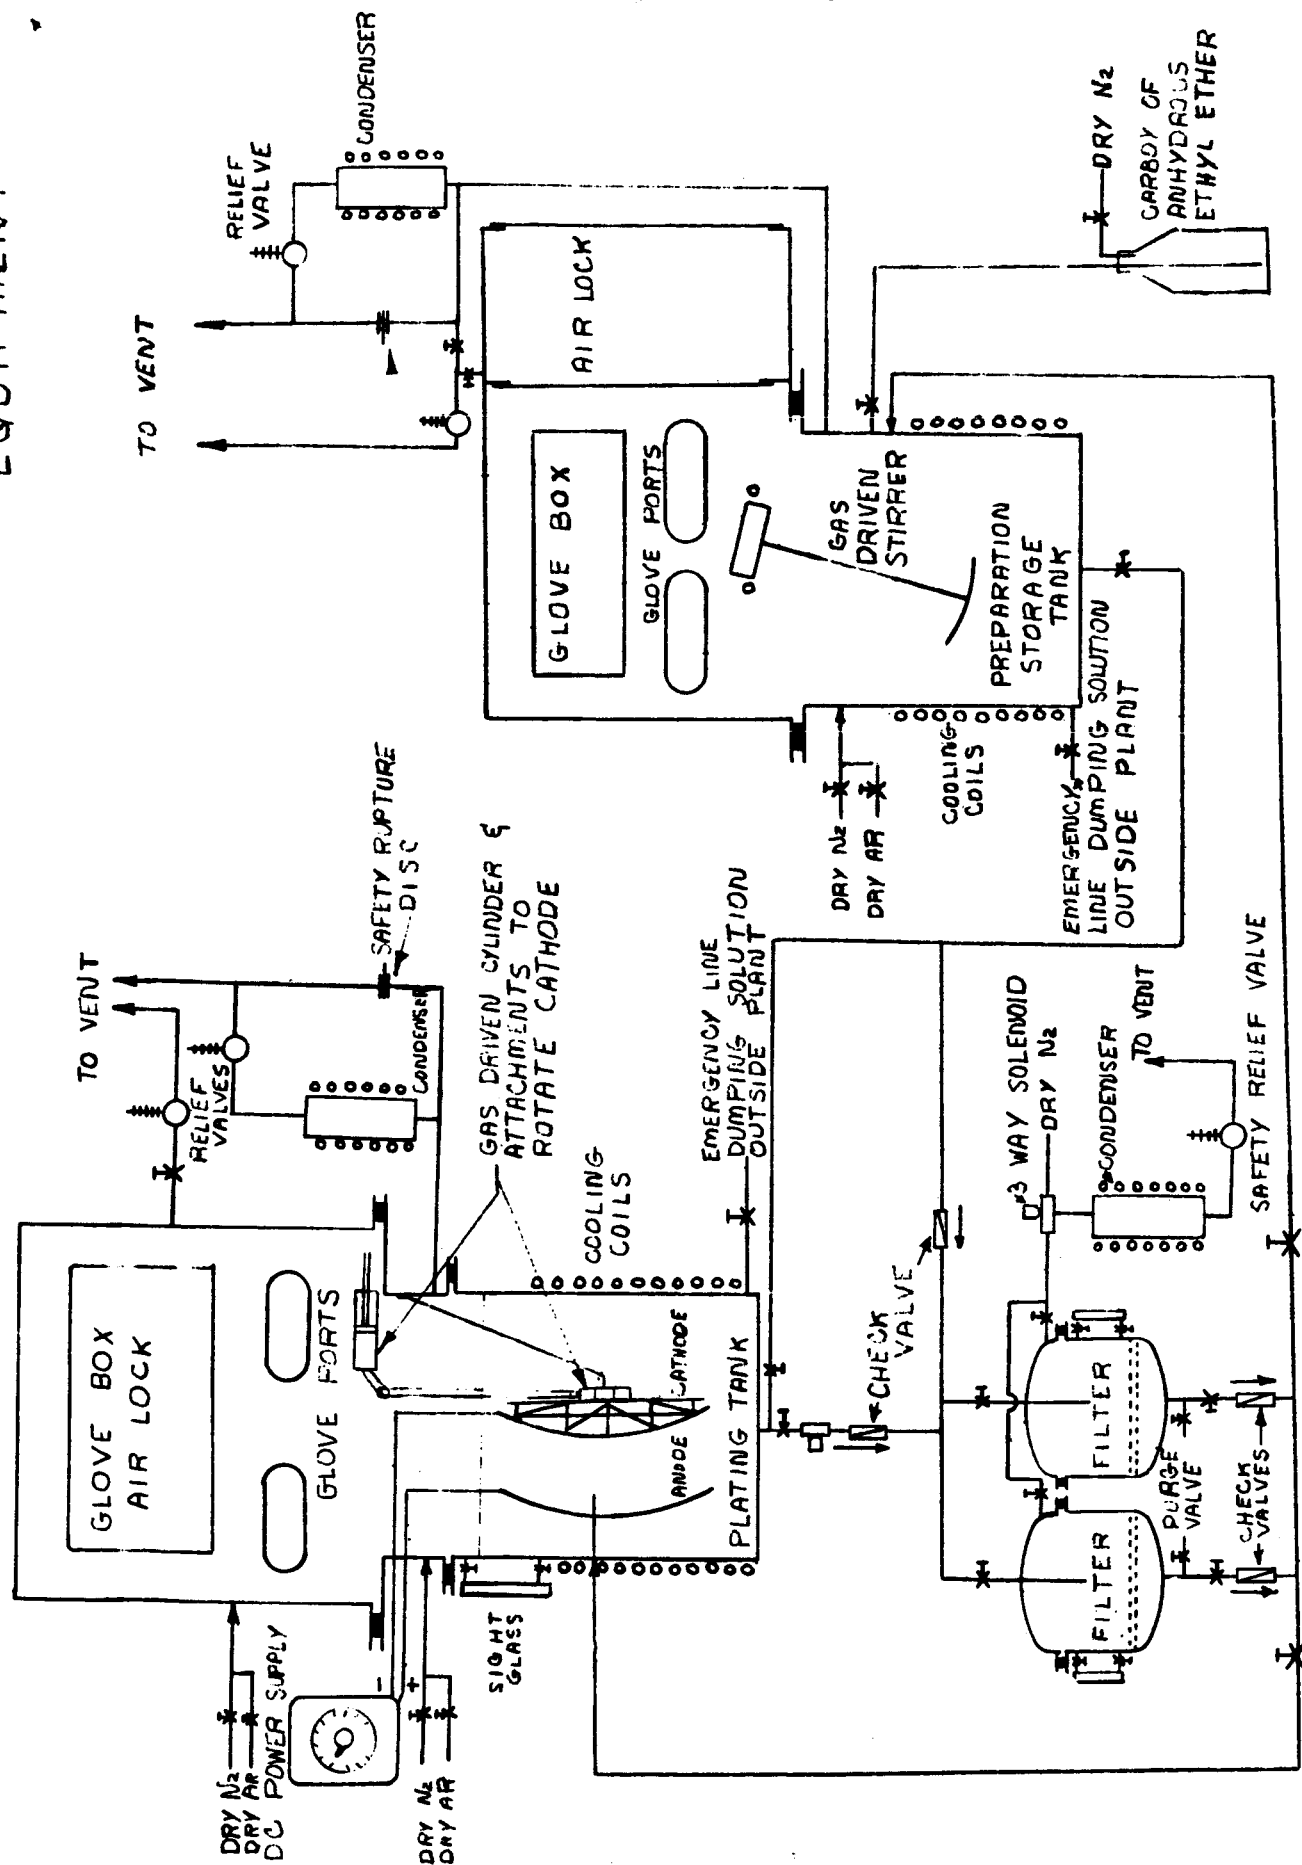 TO VENT
RELIEF
VALVE
CONDENSER
AIR LOCK
GLOVE BOX
GLOVE PORTS
GAS
DRIVEN
STIRRER
PREPARATION
STORAGE
TANK
DRY N2
CARBOY OF
ANHYDROUS
ETHYL ETHER
DRY N2
DRY AR
COOLING
COILS
EMERGENCY
LINE DUMPING SOLUTION
OUTSIDE PLANT
TO VENT
SAFETY RUPTURE
DISC
RELIEF
VALVES
CONDENSER
GAS DRIVEN CYLINDER &
ATTACHMENTS TO
ROTATE CATHODE
GLOVE BOX
AIR LOCK
GLOVE PORTS
COOLING
COILS
EMERGENCY LINE
DUMPING SOLUTION
OUTSIDE PLANT
ANODE
CATHODE
PLATING TANK
DRY N2
DRY AR
DC POWER SUPPLY
-
+
DRY N2
DRY AR
SIGHT
GLASS
CHECK
VALVE
3 WAY SOLENOID
DRY N2
CONDENSER
TO VENT
SAFETY RELIEF VALVE
FILTER
FILTER
PURGE
VALVE
CHECK
VALVES